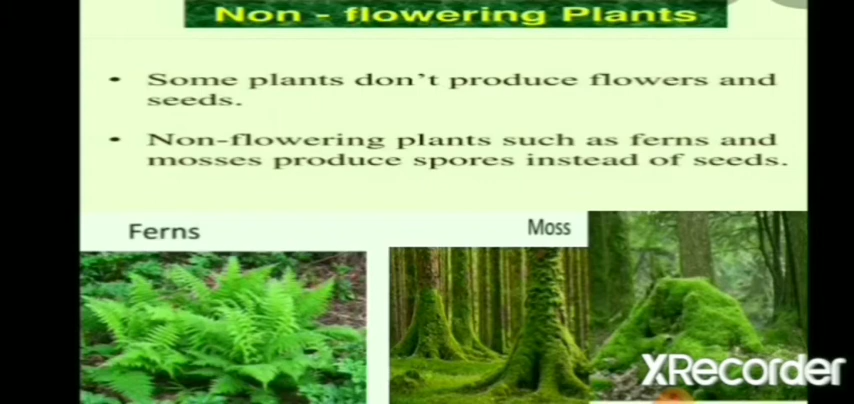 Non - flowering Plants
• Some plants don't produce flowers and
seeds.
• Non-flowering plants such as ferns and
mosses produce spores instead of seeds.
Ferns
Moss
XRecorder